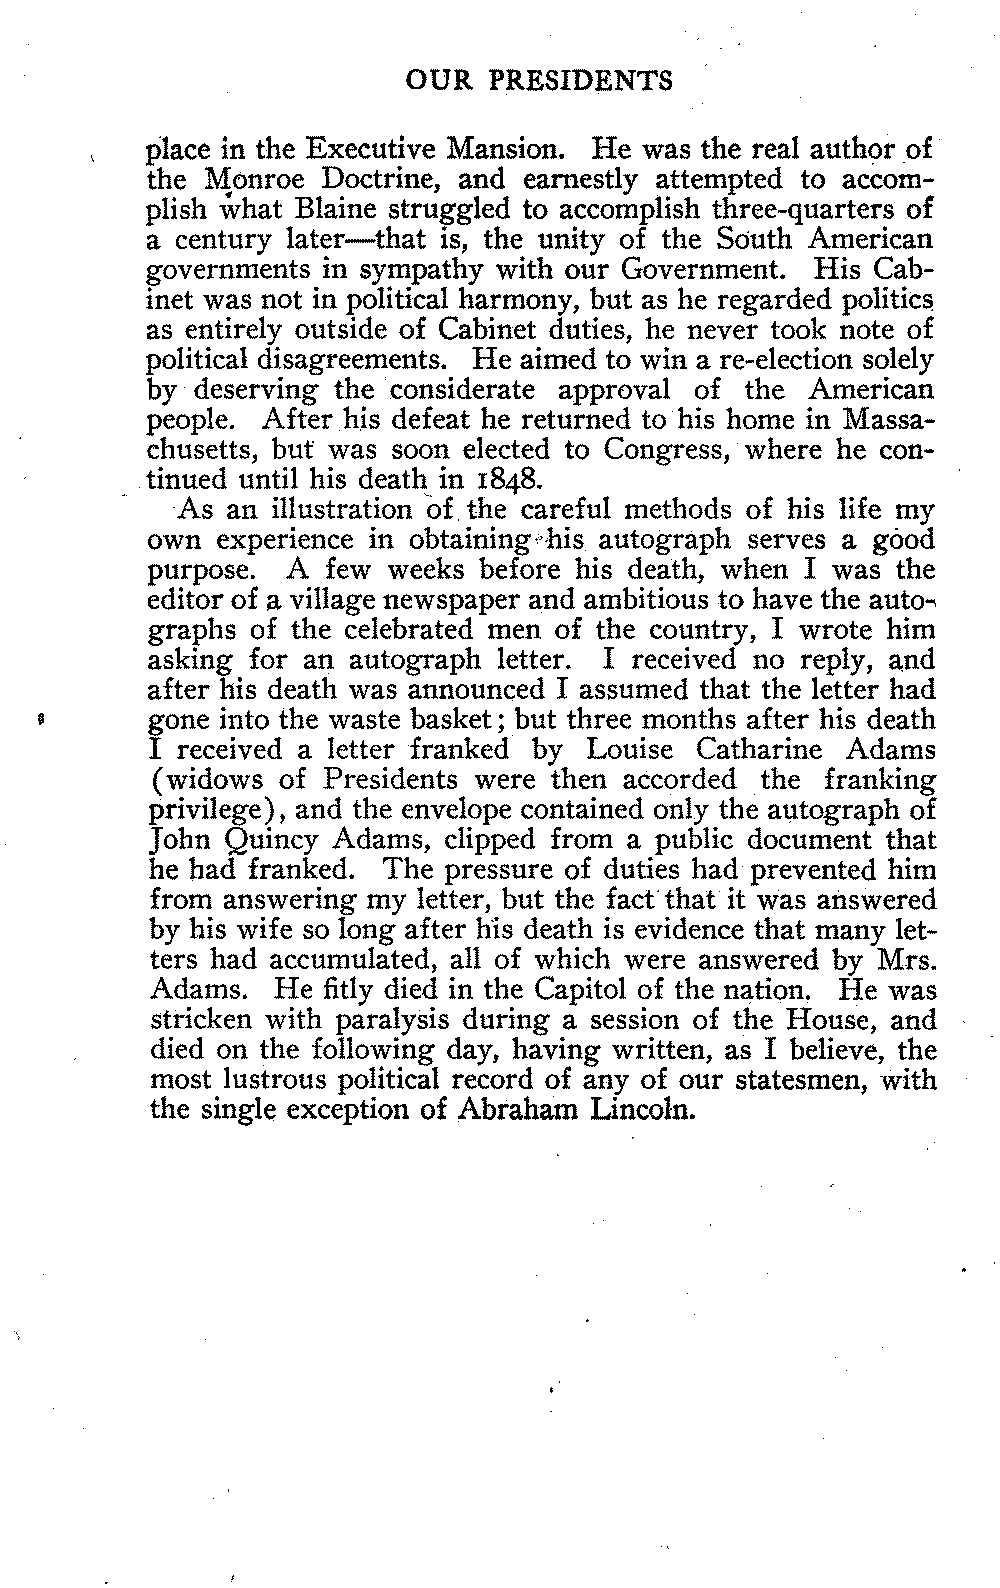 OUR PRESIDENTS
place in the Executive Mansion. He was the real author of
the Monroe Doctrine, and earnestly attempted to accom-
plish what Blaine struggled to accomplish three-quarters of
a century later—that is, the unity of the South American
governments in sympathy with our Government. His Cab-
inet was not in political harmony, but as he regarded politics
as entirely outside of Cabinet duties, he never took note of
political disagreements. He aimed to win a re-election solely
by deserving the considerate approval of the American
people. After his defeat he returned to his home in Massa-
chusetts, but was soon elected to Congress, where he con-
tinued until his death in 1848.
As an illustration of the careful methods of his life my
own experience in obtaining his autograph serves a good
purpose. A few weeks before his death, when I was the
editor of a village newspaper and ambitious to have the auto-
graphs of the celebrated men of the country, I wrote him
asking for an autograph letter. I received no reply, and
after his death was announced I assumed that the letter had
gone into the waste basket; but three months after his death
I received a letter franked by Louise Catharine Adams
(widows of Presidents were then accorded the franking
privilege), and the envelope contained only the autograph of
John Quincy Adams, clipped from a public document that
he had franked. The pressure of duties had prevented him
from answering my letter, but the fact that it was answered
by his wife so long after his death is evidence that many let-
ters had accumulated, all of which were answered by Mrs.
Adams. He fitly died in the Capitol of the nation. He was
stricken with paralysis during a session of the House, and
died on the following day, having written, as I believe, the
most lustrous political record of any of our statesmen, with
the single exception of Abraham Lincoln.